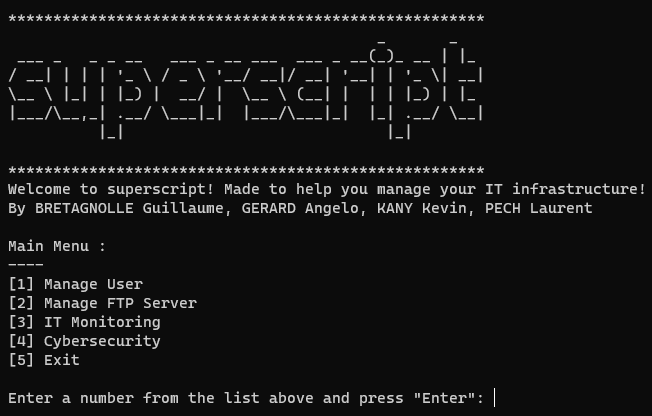 *****************************************************
superscript
*****************************************************
Welcome to superscript! Made to help you manage your IT infrastructure!
By BRETAGNOLLE Guillaume, GERARD Angelo, KANY Kevin, PECH Laurent
Main Menu :
----
[1] Manage User
[2] Manage FTP Server
[3] IT Monitoring
[4] Cybersecurity
[5] Exit
Enter a number from the list above and press "Enter":